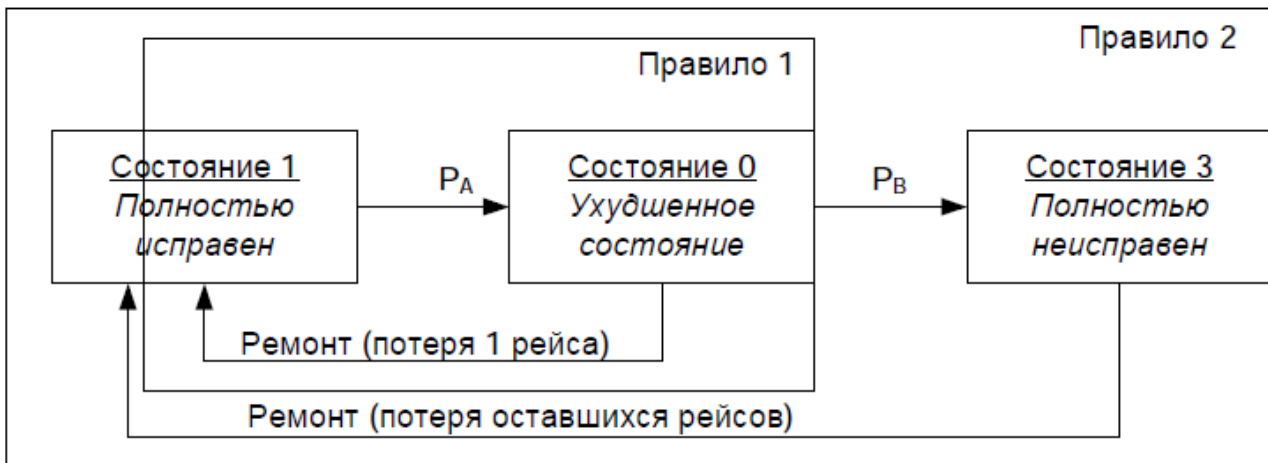 Правило 2
Правило 1
Состояние 1
Полностью
исправен
P_A
Состояние 0
Ухудшенное
состояние
P_B
Состояние 3
Полностью
неисправен
Ремонт (потеря 1 рейса)
Ремонт (потеря оставшихся рейсов)